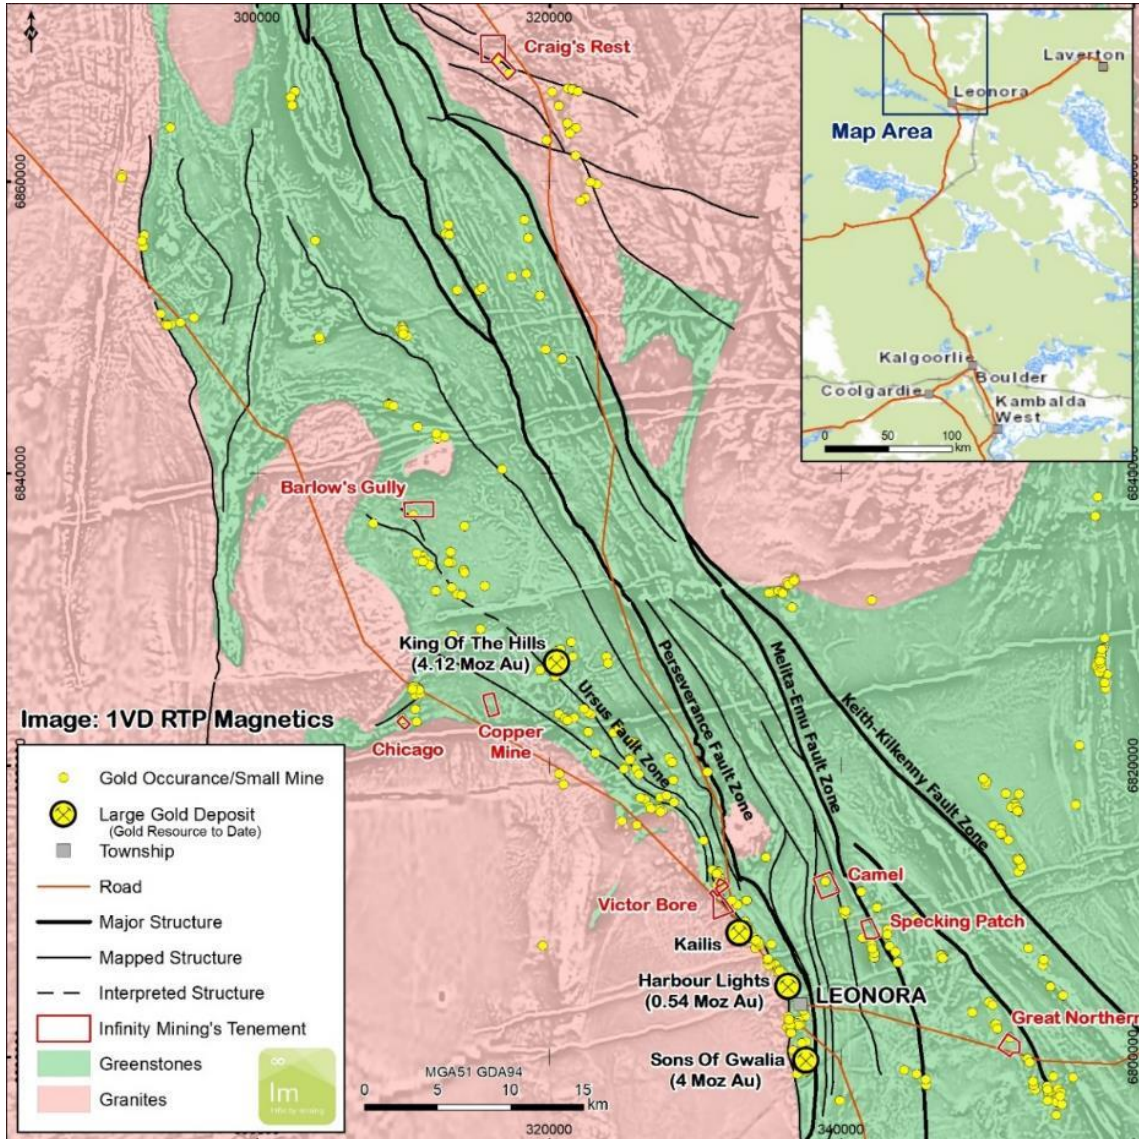 300000
320000
Craig's Rest
Laverton
Leonora
Map Area
6860000
Kalgoorlie
Boulder
Coolgardie
Kambalda
West
0 50 100
km
6840000
6840000
Barlow's Gully
King Of The Hills
(4.12 Moz Au)
Ursus Fault Zone
Perseverance Fault Zone
Melita-Emu Fault Zone
Keith-Kilkenny Fault Zone
Image: 1VD RTP Magnetics
Copper
Mine
Chicago
6820000
Gold Occurance/Small Mine
Large Gold Deposit
(Gold Resource to Date)
Township
Road
Major Structure
Mapped Structure
Interpreted Structure
Infinity Mining's Tenement
Greenstones
Granites
Im
Victor Bore
Camel
Specking Patch
Kailis
Harbour Lights
(0.54 Moz Au)
LEONORA
Great Northern
Sons Of Gwalia
(4 Moz Au)
6800000
MGA51 GDA94
0 5 10 15
km
320000
340000